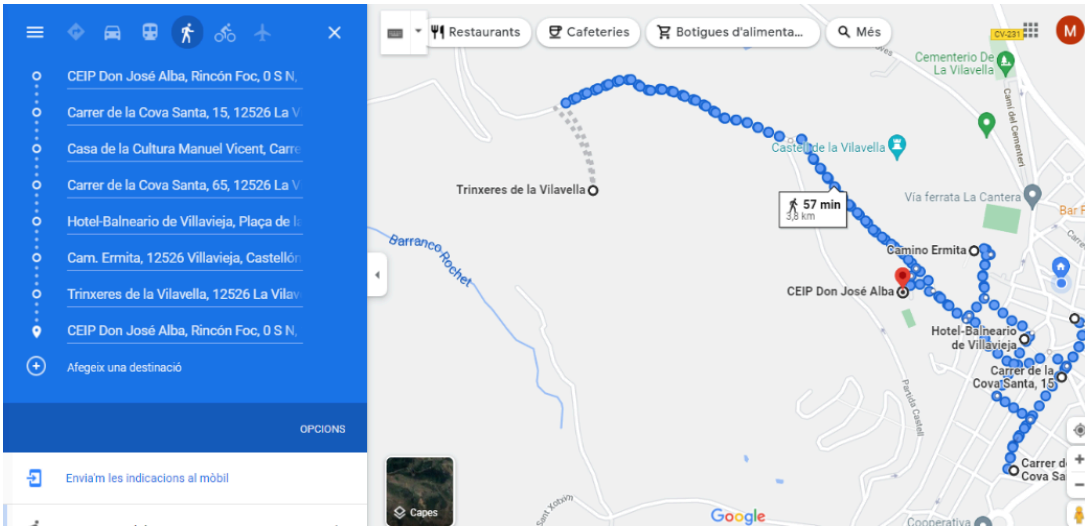 CEIP Don José Alba, Rincón Foc, 0 S N,
Carrer de la Cova Santa, 15, 12526 La V
Casa de la Cultura Manuel Vicent, Carre
Carrer de la Cova Santa, 65, 12526 La V
Hotel-Balneario de Villavieja, Plaça de la
Cam. Ermita, 12526 Villavieja, Castellón
Trinxeres de la Vilavella, 12526 La Vilav
CEIP Don José Alba, Rincón Foc, 0 S N,
Afegeix una destinació
OPCIONS
Envia'm les indicacions al mòbil
Restaurants
Cafeteries
Botigues d'alimenta...
Més
CV-231
M
Cementerio De
La Vilavella
Camí del Cementeri
Castell de la Vilavella
Trinxeres de la Vilavella
57 min
3,8 km
Vía ferrata La Cantera
Bar
Barranco Rochet
Camino Ermita
CEIP Don José Alba
Hotel-Balneario
de Villavieja
Carrer de la
Cova Santa, 15
Partida Castell
Carrer d
Cova Sa
Sant Xotxim
Capes
Google
Cooperativa